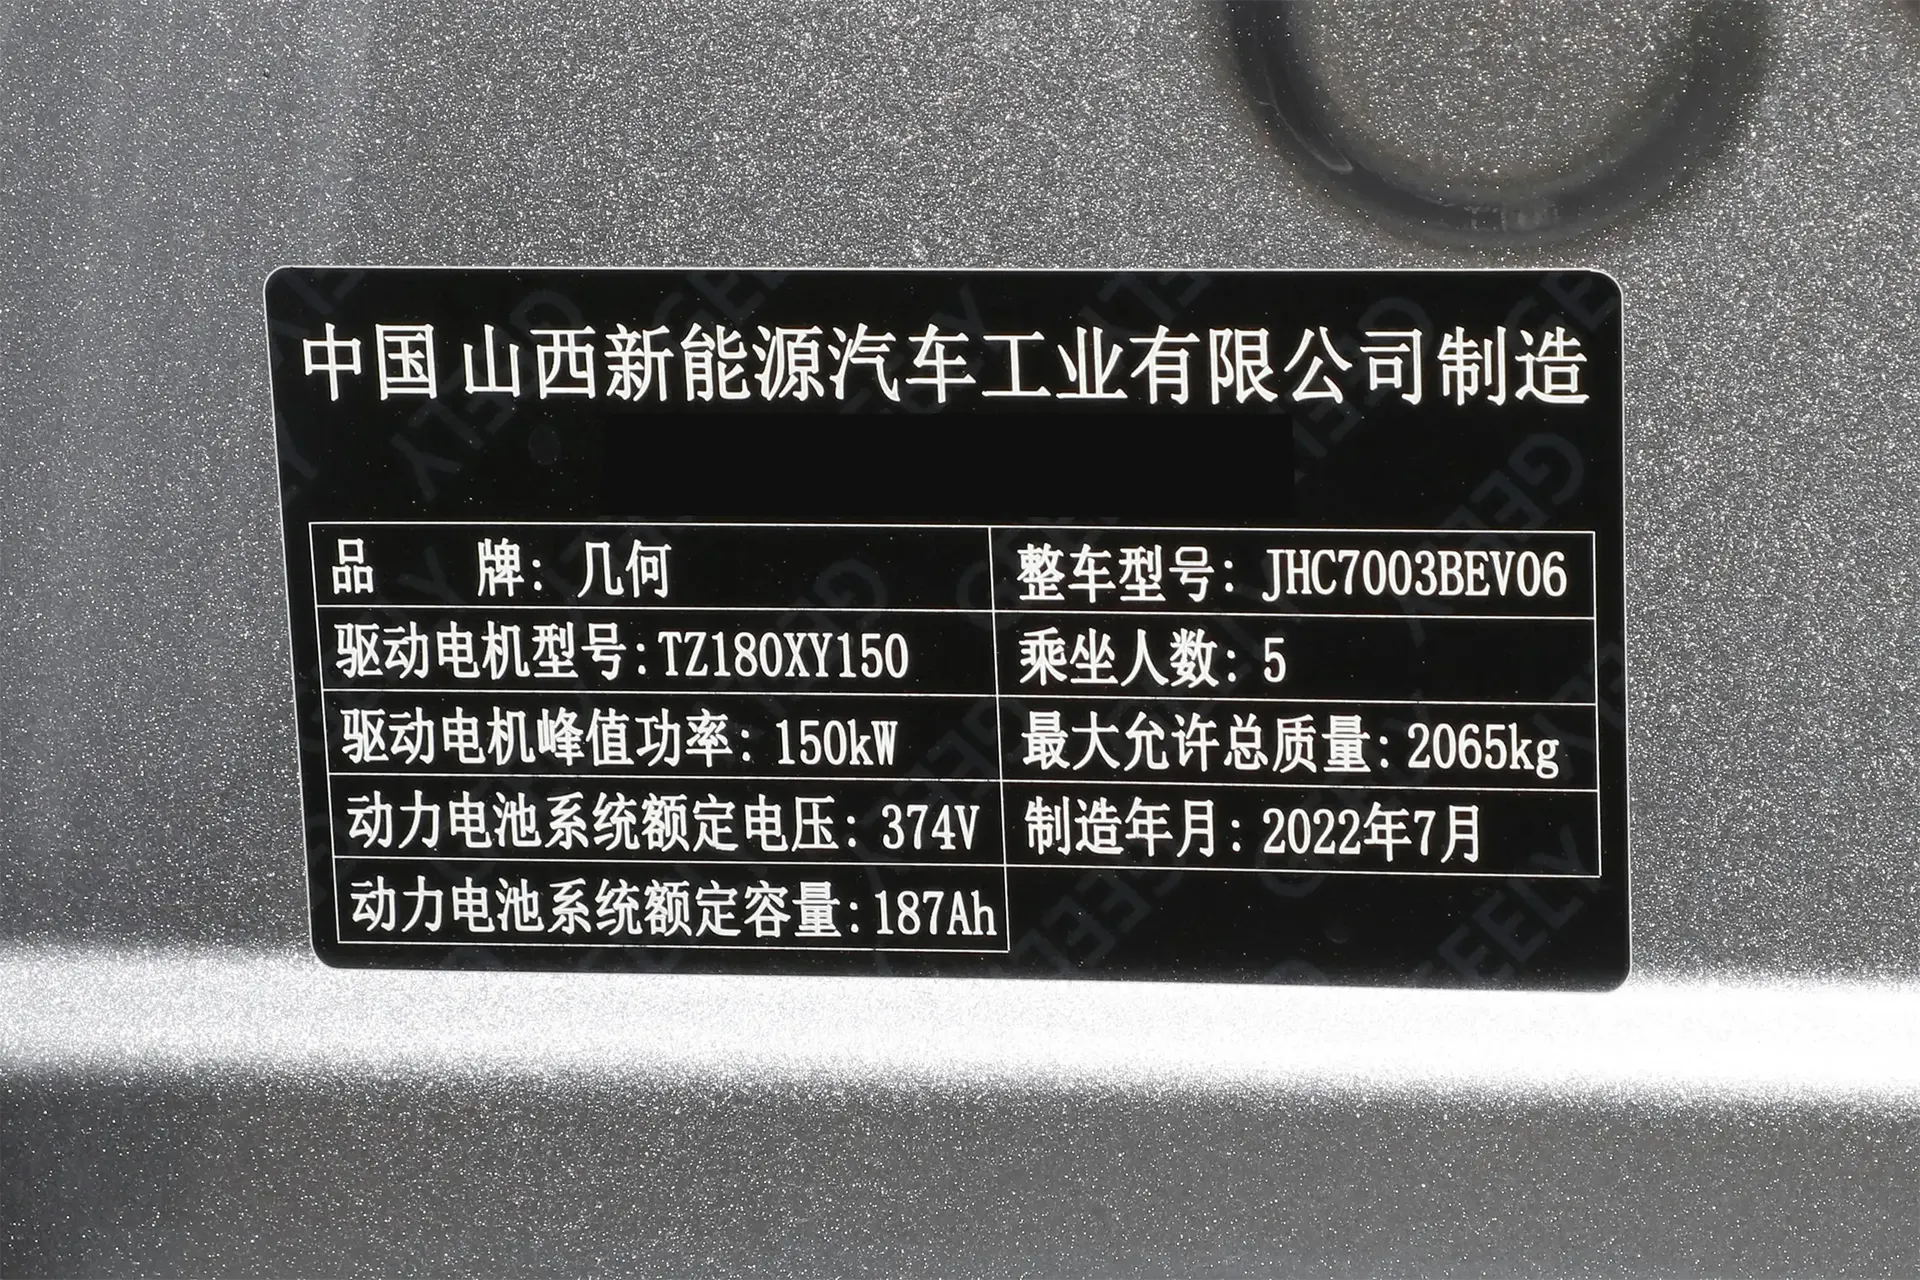 中国 山西新能源汽车工业有限公司制造
品 牌: 几何 整车型号: JHC7003BEV06
驱动电机型号:TZ180XY150 乘坐人数: 5
驱动电机峰值功率: 150kW 最大允许总质量: 2065kg
动力电池系统额定电压: 374V 制造年月: 2022年7月
动力电池系统额定容量:187Ah